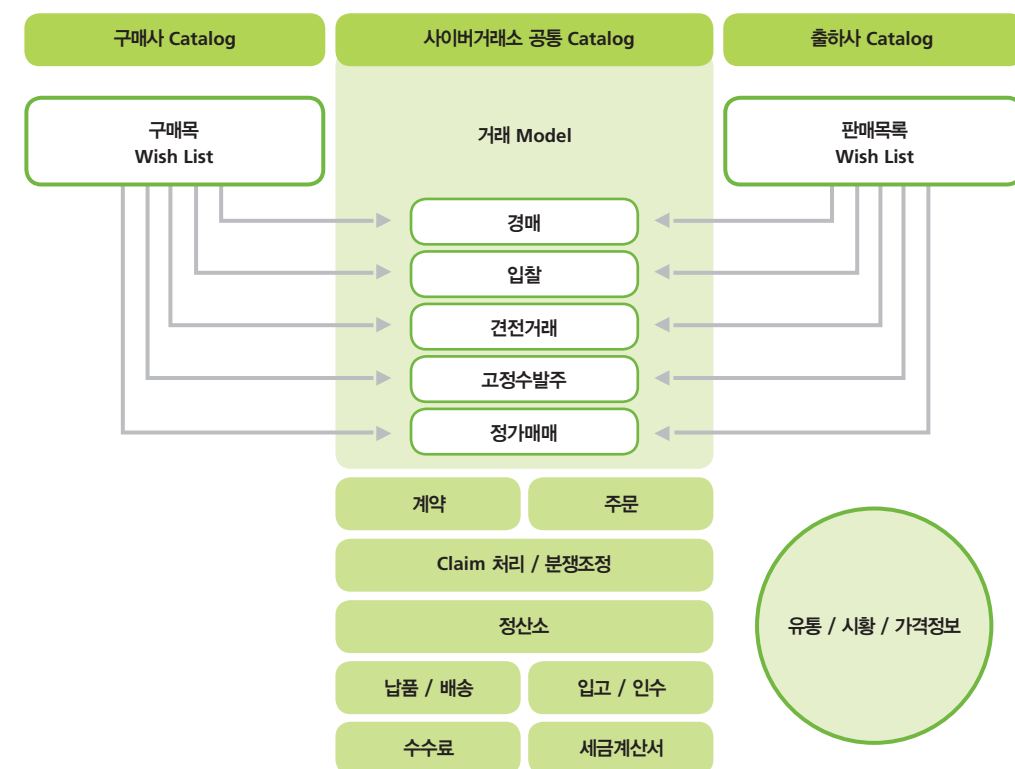 구매사 Catalog
사이버거래소 공통 Catalog
출하사 Catalog
구매목
Wish List
거래 Model
판매목록
Wish List
경매
입찰
견전거래
고정수발주
정가매매
계약
주문
Claim 처리 / 분쟁조정
정산소
유통 / 시황 / 가격정보
납품 / 배송
입고 / 인수
수수료
세금계산서